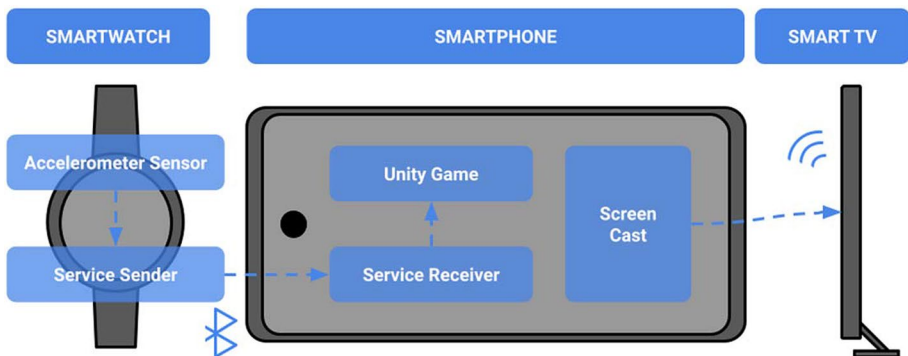 SMARTWATCH
SMARTPHONE
SMART TV
Accelerometer Sensor
Unity Game
Screen
Cast
Service Sender
Service Receiver